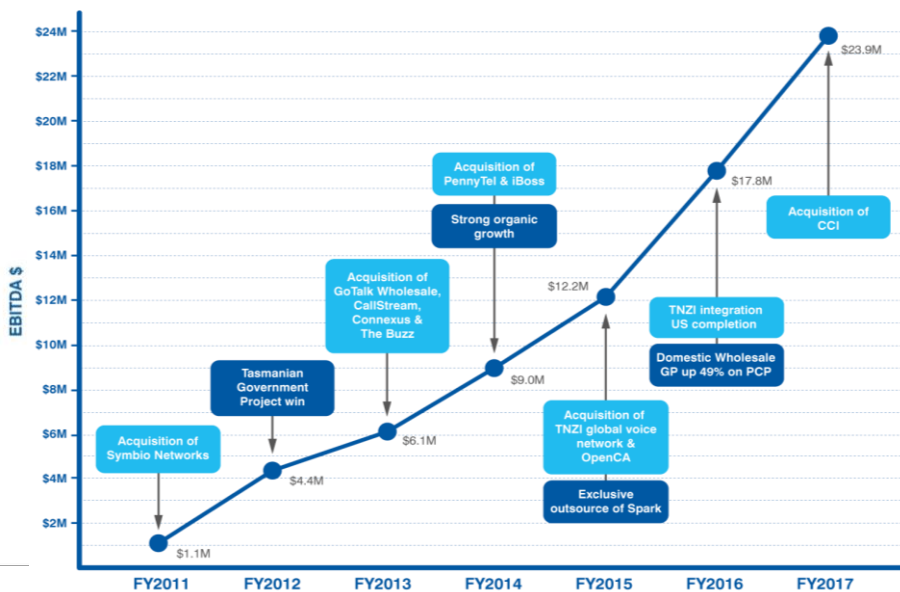 $24M
$22M
$20M
$18M
$16M
$14M
$12M
$10M
$8M
$6M
$4M
$2M
EBITDA $
Acquisition of
Symbio Networks
$1.1M
Tasmanian
Government
Project win
$4.4M
Acquisition of
GoTalk Wholesale,
CallStream,
Connexus &
The Buzz
$6.1M
Acquisition of
PennyTel & iBoss
Strong organic
growth
$9.0M
$12.2M
Acquisition of
TNZI global voice
network &
OpenCA
Exclusive
outsource of Spark
$17.8M
TNZI integration
US completion
Domestic Wholesale
GP up 49% on PCP
$23.9M
Acquisition of
CCI
FY2011 FY2012 FY2013 FY2014 FY2015 FY2016 FY2017